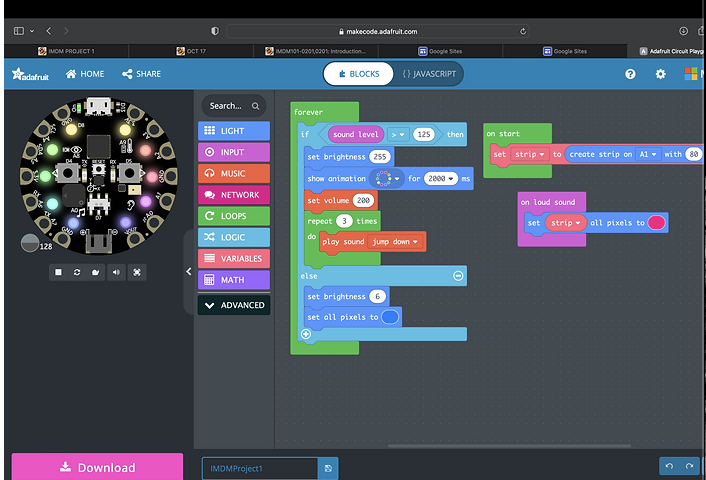 makecode.adafruit.com
IMDM PROJECT 1
OCT 17
IMDM101-0201,0201: Introduction...
Google Sites
Google Sites
Adafruit Circuit Playg
adafruit
HOME
SHARE
BLOCKS
{ } JAVASCRIPT
Search...
LIGHT
INPUT
MUSIC
NETWORK
LOOPS
LOGIC
VARIABLES
MATH
ADVANCED
128
forever
if sound level > 125 then
set brightness 255
show animation for 2000 ms
set volume 200
repeat 3 times
do play sound jump down
else
set brightness 6
set all pixels to
on start
set strip to create strip on A1 with 80
on loud sound
set strip all pixels to
Download
IMDMProject1